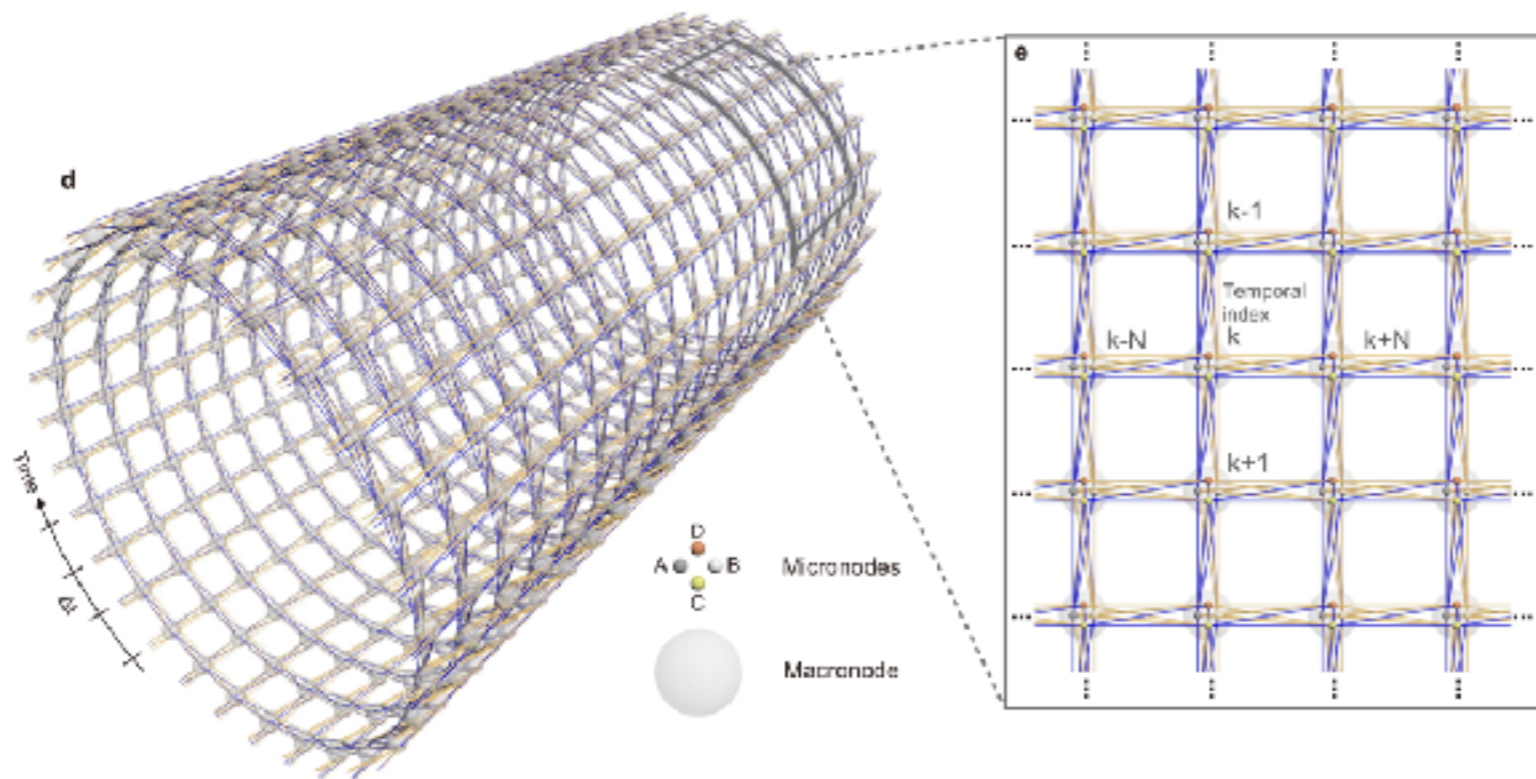 d
Time
Δt
D
A B
C
Micronodes
Macronode
e
k-1
Temporal
index
k-N k k+N
k+1